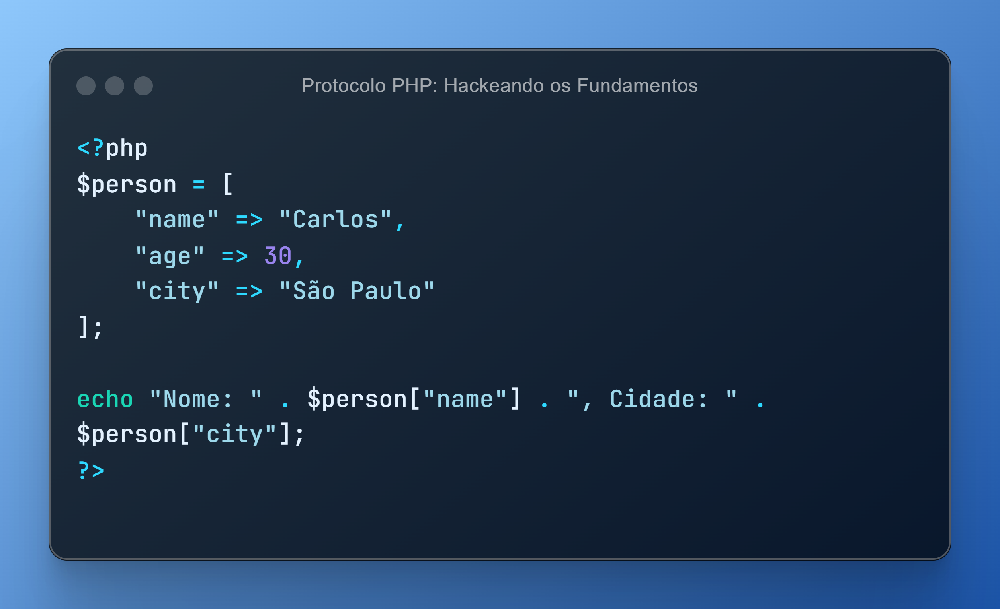 Protocolo PHP: Hackeando os Fundamentos
<?php
$person = [
    "name" => "Carlos",
    "age" => 30,
    "city" => "São Paulo"
];

echo "Nome: " . $person["name"] . ", Cidade: " .
$person["city"];
?>